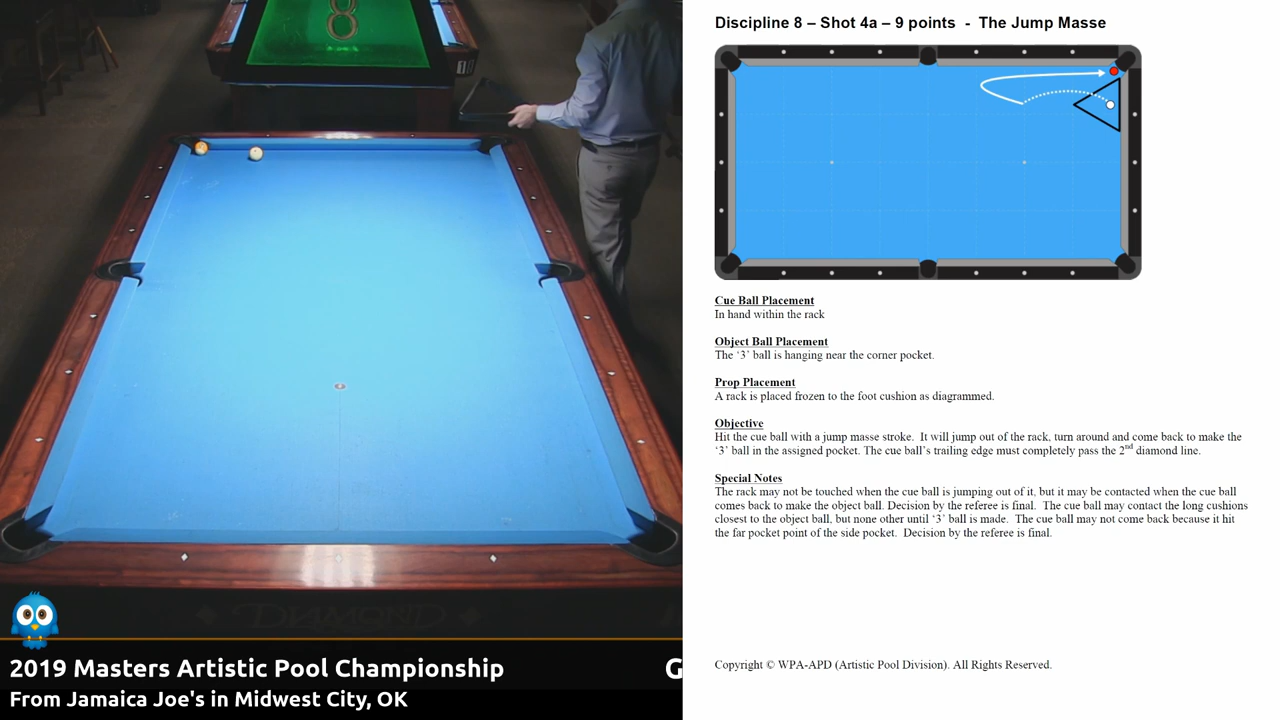 8
DIAMOND
2019 Masters Artistic Pool Championship
G
From Jamaica Joe's in Midwest City, OK
Discipline 8 – Shot 4a – 9 points  -  The Jump Masse
Cue Ball Placement
In hand within the rack
Object Ball Placement
The ‘3’ ball is hanging near the corner pocket.
Prop Placement
A rack is placed frozen to the foot cushion as diagrammed.
Objective
Hit the cue ball with a jump masse stroke.  It will jump out of the rack, turn around and come back to make the
‘3’ ball in the assigned pocket. The cue ball’s trailing edge must completely pass the 2nd diamond line.
Special Notes
The rack may not be touched when the cue ball is jumping out of it, but it may be contacted when the cue ball
comes back to make the object ball. Decision by the referee is final.  The cue ball may contact the long cushions
closest to the object ball, but none other until ‘3’ ball is made.  The cue ball may not come back because it hit
the far pocket point of the side pocket.  Decision by the referee is final.
Copyright © WPA-APD (Artistic Pool Division). All Rights Reserved.